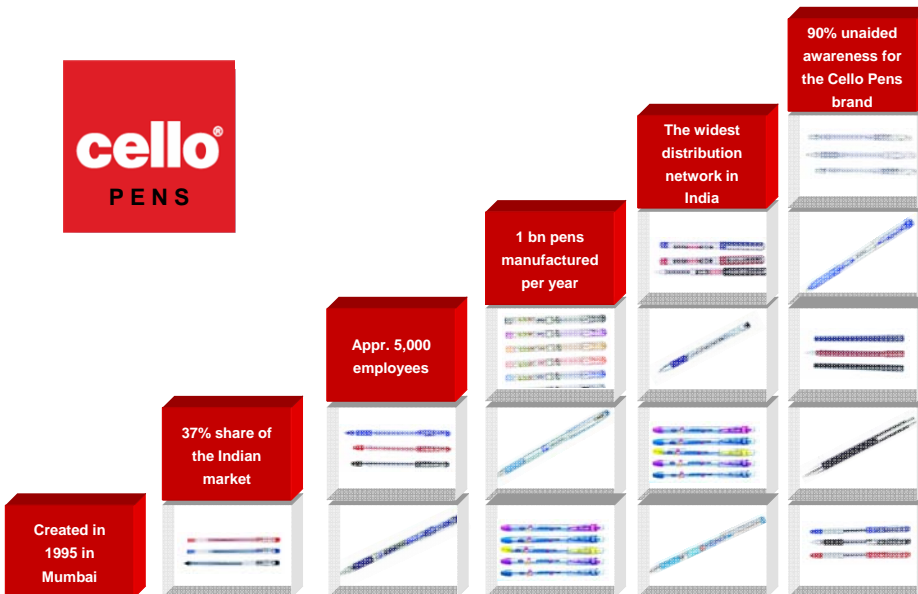 cello®
PENS
Created in
1995 in
Mumbai
37% share of
the Indian
market
Appr. 5,000
employees
1 bn pens
manufactured
per year
The widest
distribution
network in
India
90% unaided
awareness for
the Cello Pens
brand